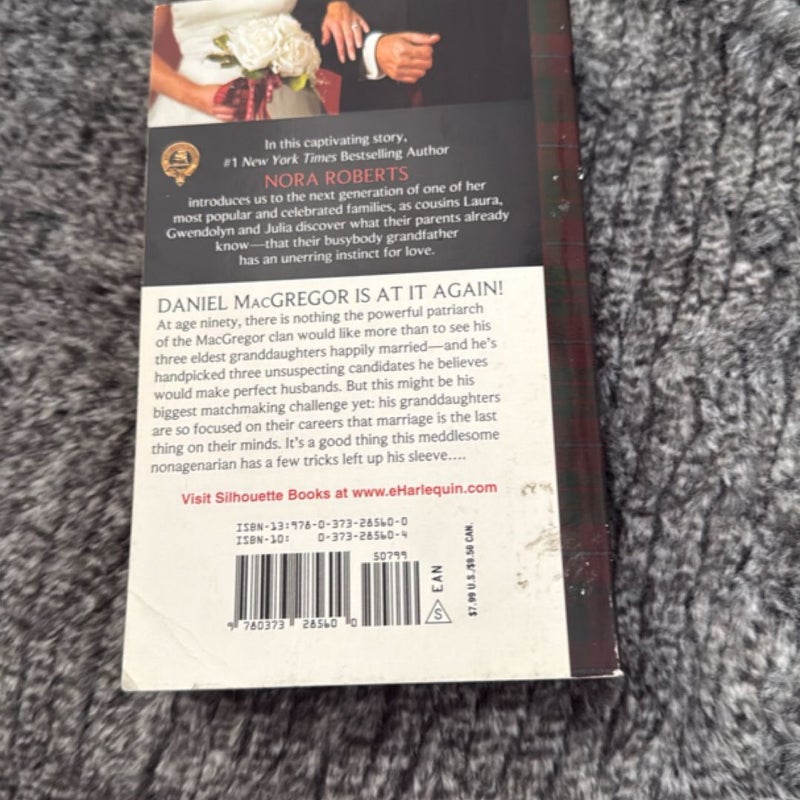 In this captivating story,
#1 New York Times Bestselling Author
NORA ROBERTS
introduces us to the next generation of one of her
most popular and celebrated families, as cousins Laura,
Gwendolyn and Julia discover what their parents already
know—that their busybody grandfather
has an unerring instinct for love.
DANIEL MACGREGOR IS AT IT AGAIN!
At age ninety, there is nothing the powerful patriarch
of the MacGregor clan would like more than to see his
three eldest granddaughters happily married—and he's
handpicked three unsuspecting candidates he believes
would make perfect husbands. But this might be his
biggest matchmaking challenge yet: his granddaughters
are so focused on their careers that marriage is the last
thing on their minds. It's a good thing this meddlesome
nonagenarian has a few tricks left up his sleeve....
Visit Silhouette Books at www.eHarlequin.com
ISBN-13:978-0-373-28560-0
ISBN-10: 0-373-28560-4
50799
9 780373 285600
S
EAN
$7.99 U.S./$9.50 CAN.